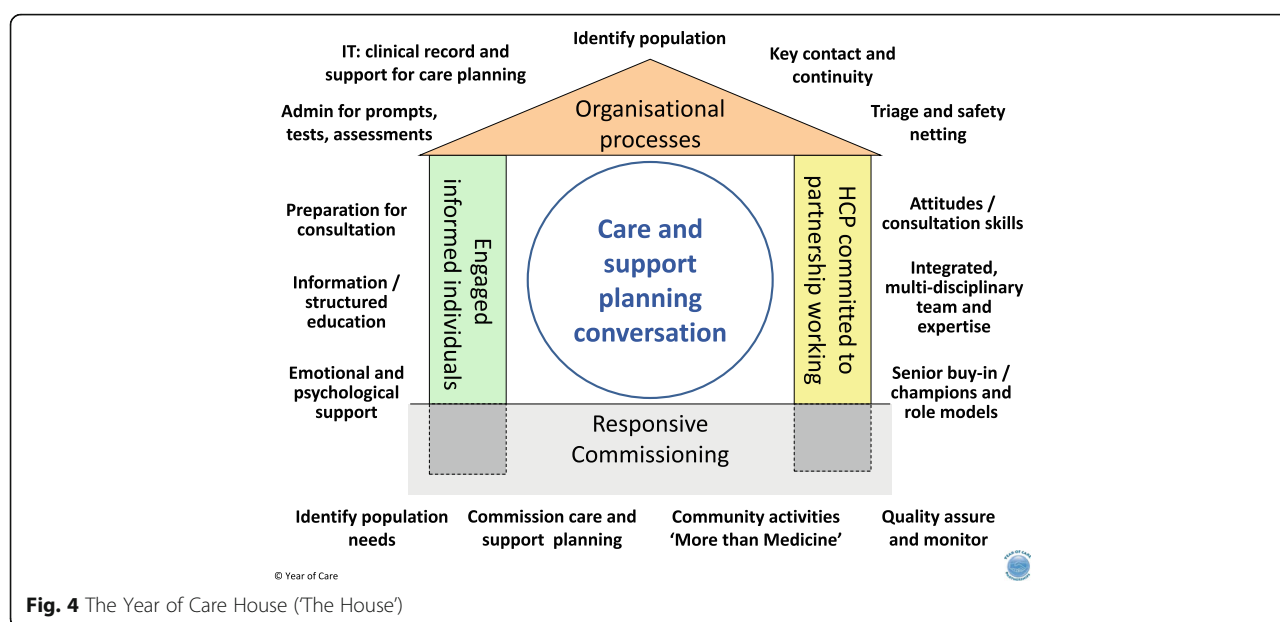 Identify population
IT: clinical record and
support for care planning
Key contact and
continuity
Admin for prompts,
tests, assessments
Triage and safety
netting
Organisational
processes
Preparation for
consultation
Information /
structured
education
Emotional and
psychological
support
Engaged
informed individuals
Care and
support
planning
conversation
HCP committed to
partnership working
Attitudes /
consultation skills
Integrated,
multi-disciplinary
team and
expertise
Senior buy-in /
champions and
role models
Responsive
Commissioning
Identify population
needs
Commission care and
support planning
Community activities
‘More than Medicine’
Quality assure
and monitor
© Year of Care
YEAR OF CARE
Fig. 4 The Year of Care House (‘The House’)